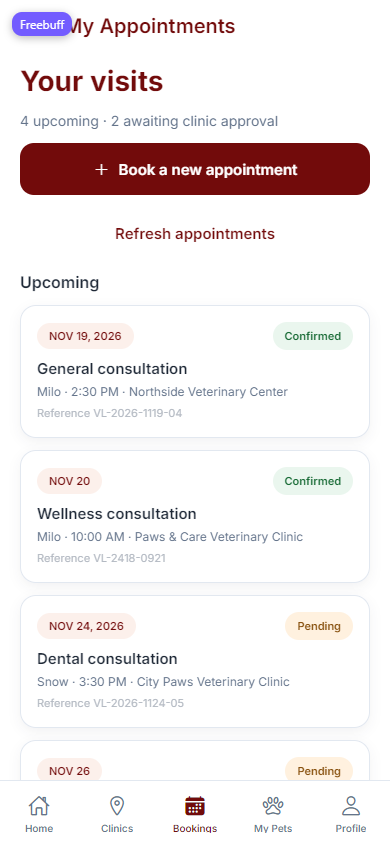 Freebuff
My Appointments
Your visits
4 upcoming · 2 awaiting clinic approval
+ Book a new appointment
Refresh appointments
Upcoming
NOV 19, 2026 Confirmed
General consultation
Milo · 2:30 PM · Northside Veterinary Center
Reference VL-2026-1119-04
NOV 20 Confirmed
Wellness consultation
Milo · 10:00 AM · Paws & Care Veterinary Clinic
Reference VL-2418-0921
NOV 24, 2026 Pending
Dental consultation
Snow · 3:30 PM · City Paws Veterinary Clinic
Reference VL-2026-1124-05
NOV 26 Pending
Home Clinics Bookings My Pets Profile